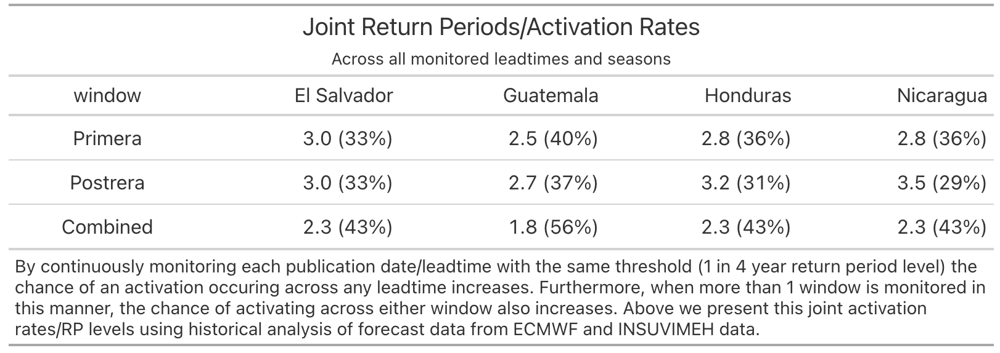 Joint Return Periods/Activation Rates
Across all monitored leadtimes and seasons
window El Salvador Guatemala Honduras Nicaragua
Primera 3.0 (33%) 2.5 (40%) 2.8 (36%) 2.8 (36%)
Postrera 3.0 (33%) 2.7 (37%) 3.2 (31%) 3.5 (29%)
Combined 2.3 (43%) 1.8 (56%) 2.3 (43%) 2.3 (43%)
By continuously monitoring each publication date/leadtime with the same threshold (1 in 4 year return period level) the
chance of an activation occuring across any leadtime increases. Furthermore, when more than 1 window is monitored in
this manner, the chance of activating across either window also increases. Above we present this joint activation
rates/RP levels using historical analysis of forecast data from ECMWF and INSUVIMEH data.